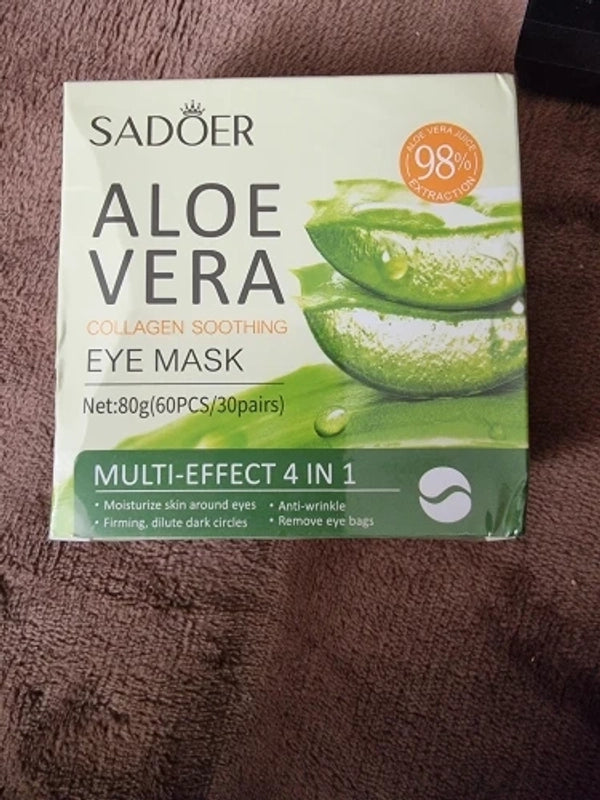 SADOER
ALOE VERA JUICE
98%
EXTRACTION
ALOE
VERA
COLLAGEN SOOTHING
EYE MASK
Net:80g(60PCS/30pairs)
MULTI-EFFECT 4 IN 1
• Moisturize skin around eyes • Anti-wrinkle
• Firming, dilute dark circles • Remove eye bags